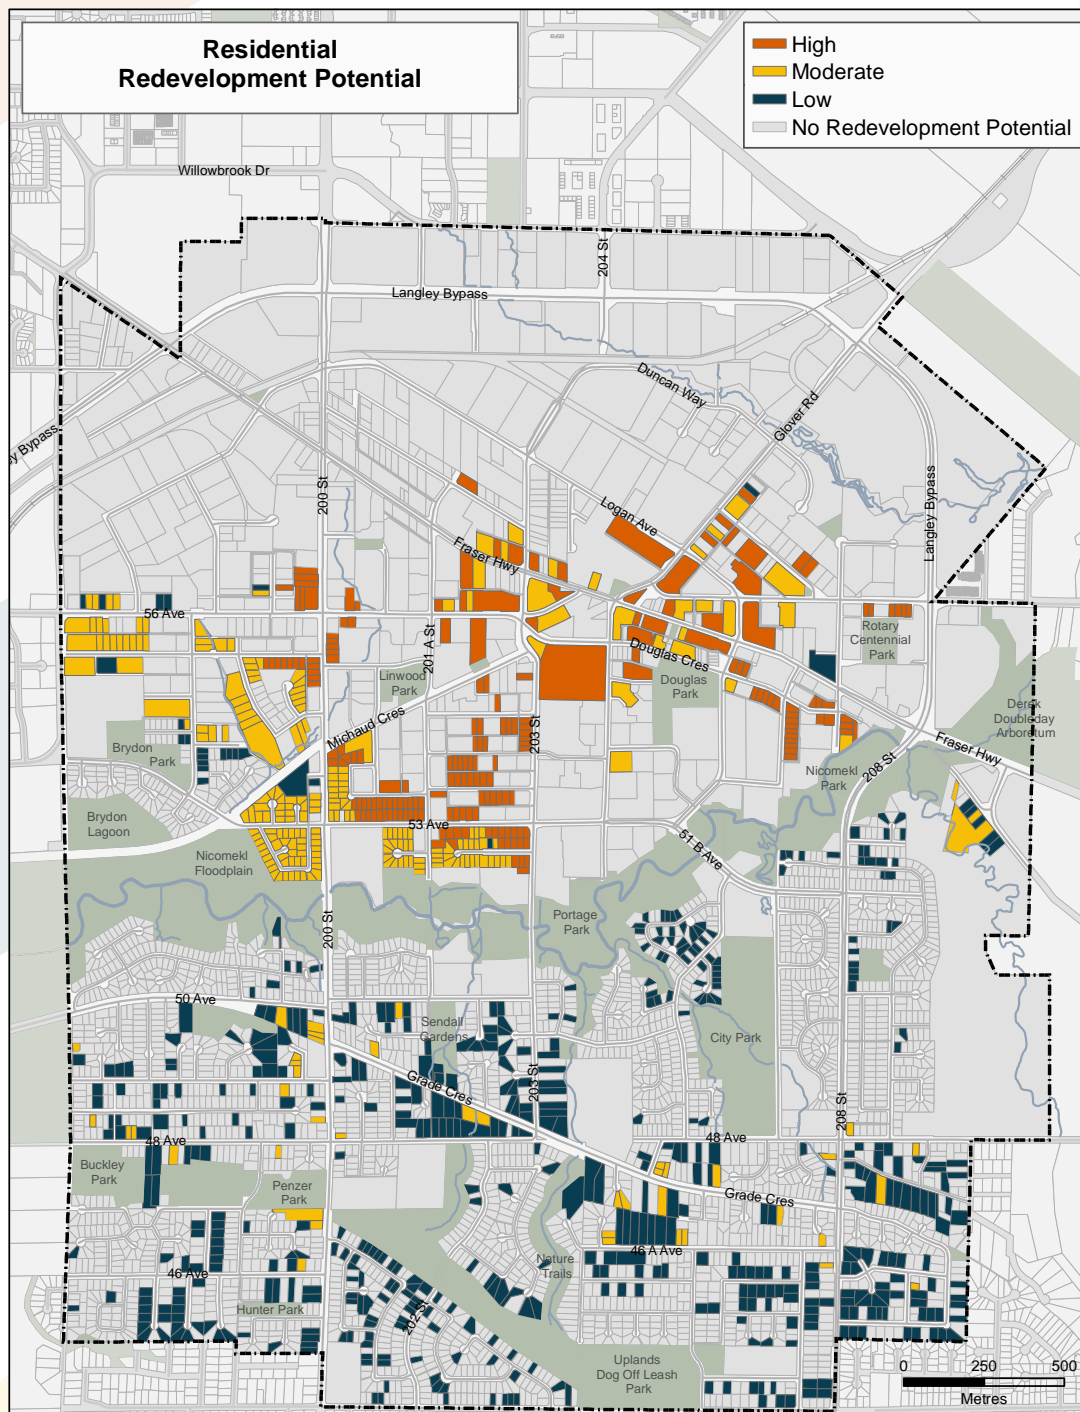 Residential
Redevelopment Potential
High
Moderate
Low
No Redevelopment Potential
Willowbrook Dr
204 St
Langley Bypass
Duncan Way
Glover Rd
y Bypass
200 St
Logan Ave
Langley Bypass
Fraser Hwy
56 Ave
201 A St
Rotary
Centennial
Park
Douglas Cres
Linwood
Park
Douglas
Park
Derek
Doubleday
Arboretum
Michaud Cres
203 St
Fraser Hwy
Brydon
Park
208 St
Nicomekl
Park
Brydon
Lagoon
53 Ave
51 B Ave
Nicomekl
Floodplain
200 St
Portage
Park
50 Ave
Sendall
Gardens
City Park
Grade Cres
203 St
208 St
48 Ave
48 Ave
Buckley
Park
Penzer
Park
Grade Cres
46 A Ave
Nature
Trails
46 Ave
Hunter Park
202 St
Uplands
Dog Off Leash
Park
0 250 500
Metres